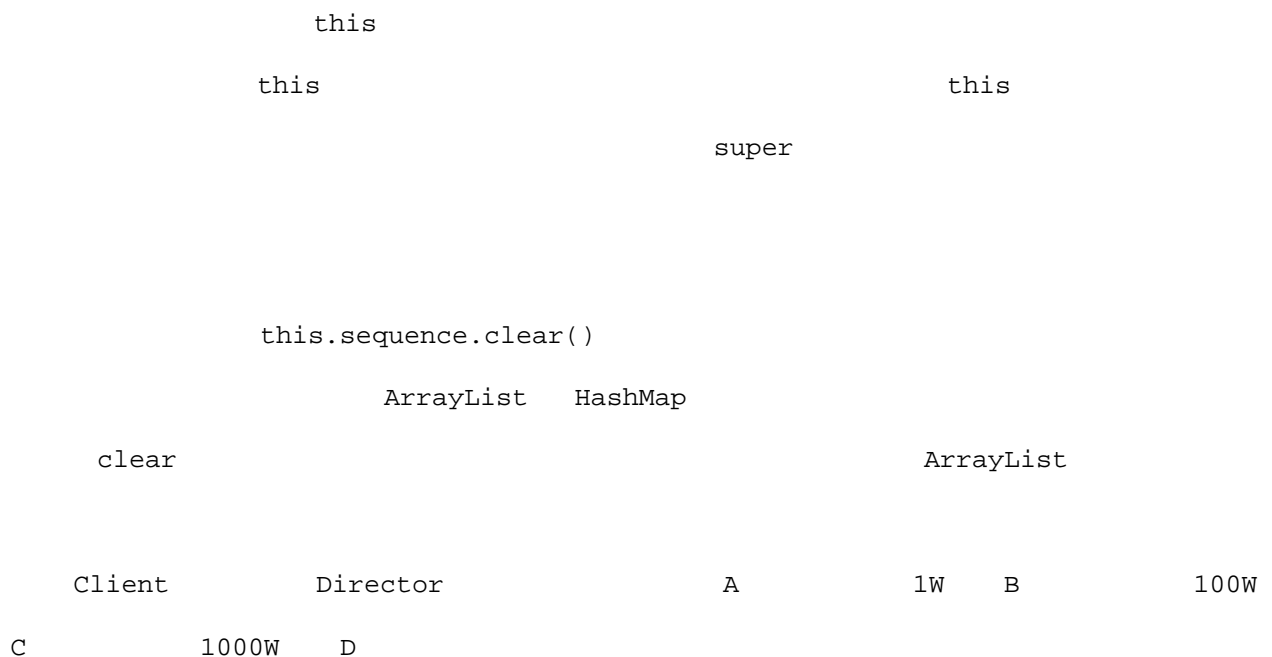 this
this this
super
this.sequence.clear()
ArrayList HashMap
clear ArrayList
Client Director A 1W B 100W
C 1000W D